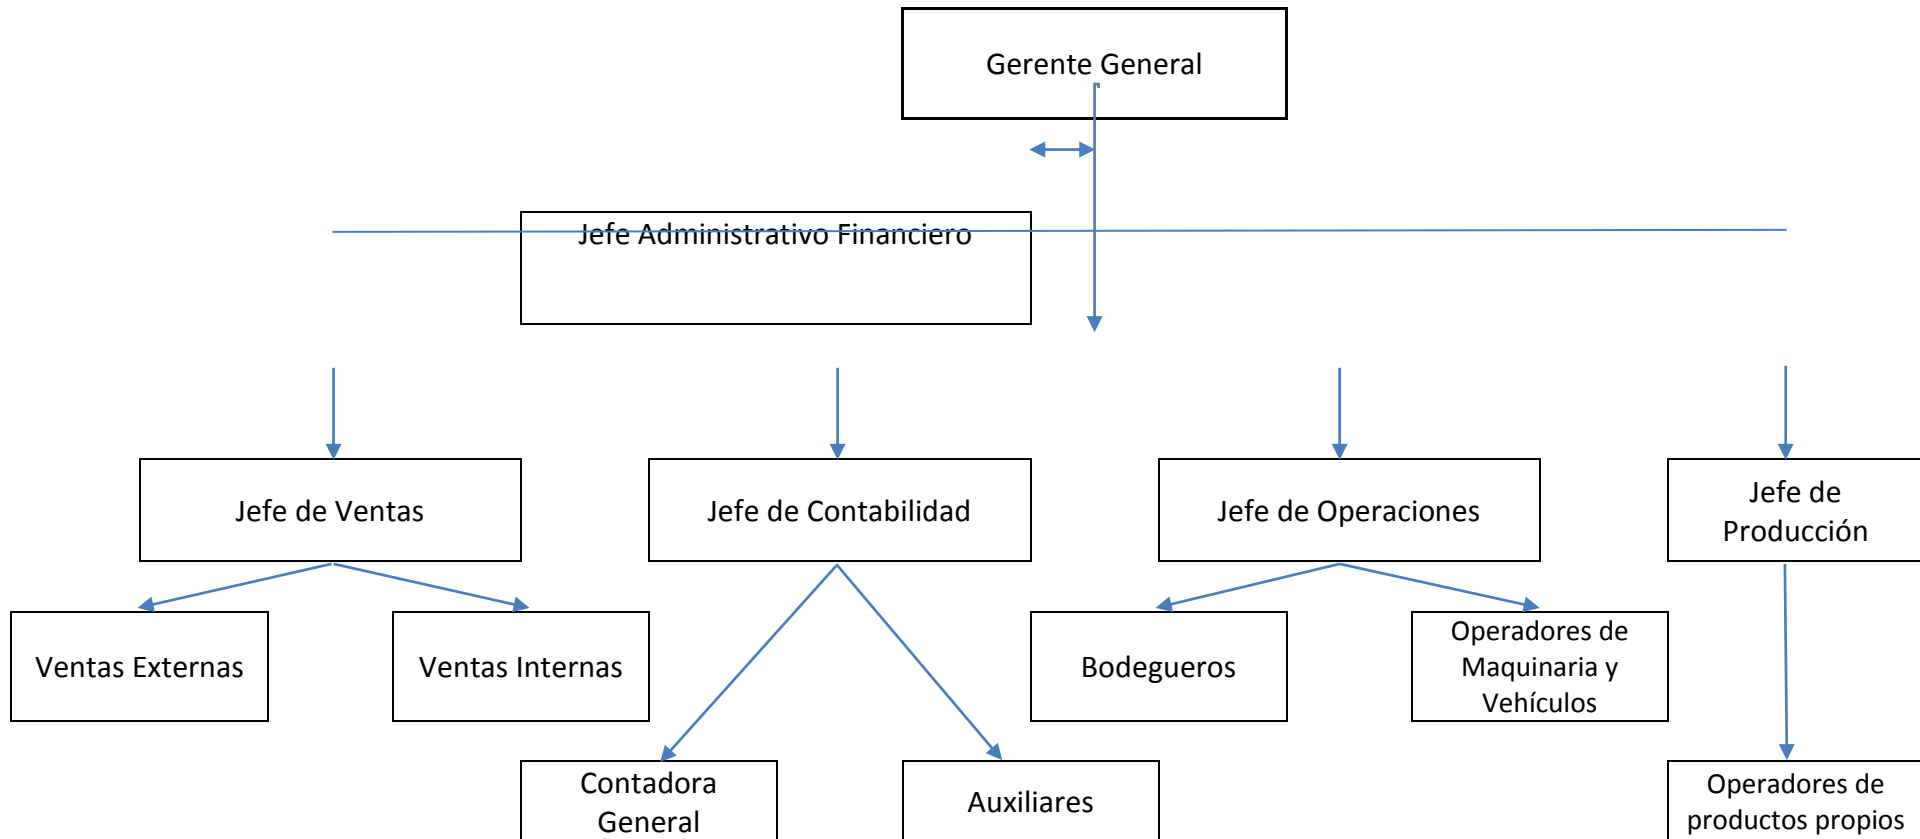 Gerente General
Jefe Administrativo Financiero
Jefe de Ventas
Jefe de Contabilidad
Jefe de Operaciones
Jefe de
Producción
Ventas Externas
Ventas Internas
Bodegueros
Operadores de
Maquinaria y
Vehículos
Contadora
General
Auxiliares
Operadores de
productos propios